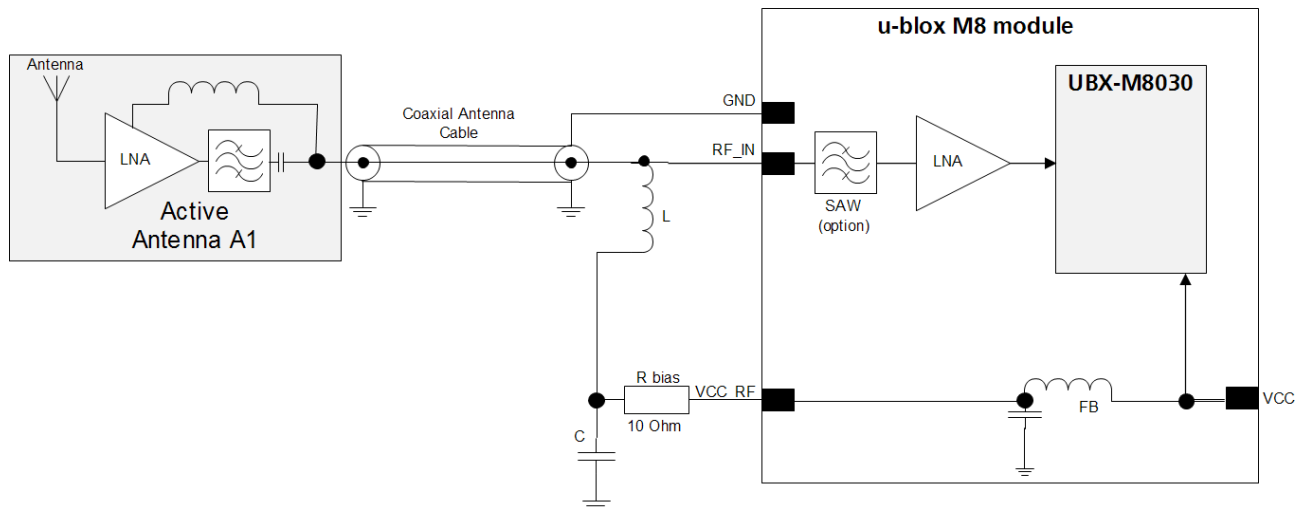 u-blox M8 module
Antenna
UBX-M8030
GND
Coaxial Antenna
Cable
RF_IN
LNA
LNA
SAW
(option)
Active
Antenna A1
L
R bias
VCC_RF
10 Ohm
C
FB
VCC